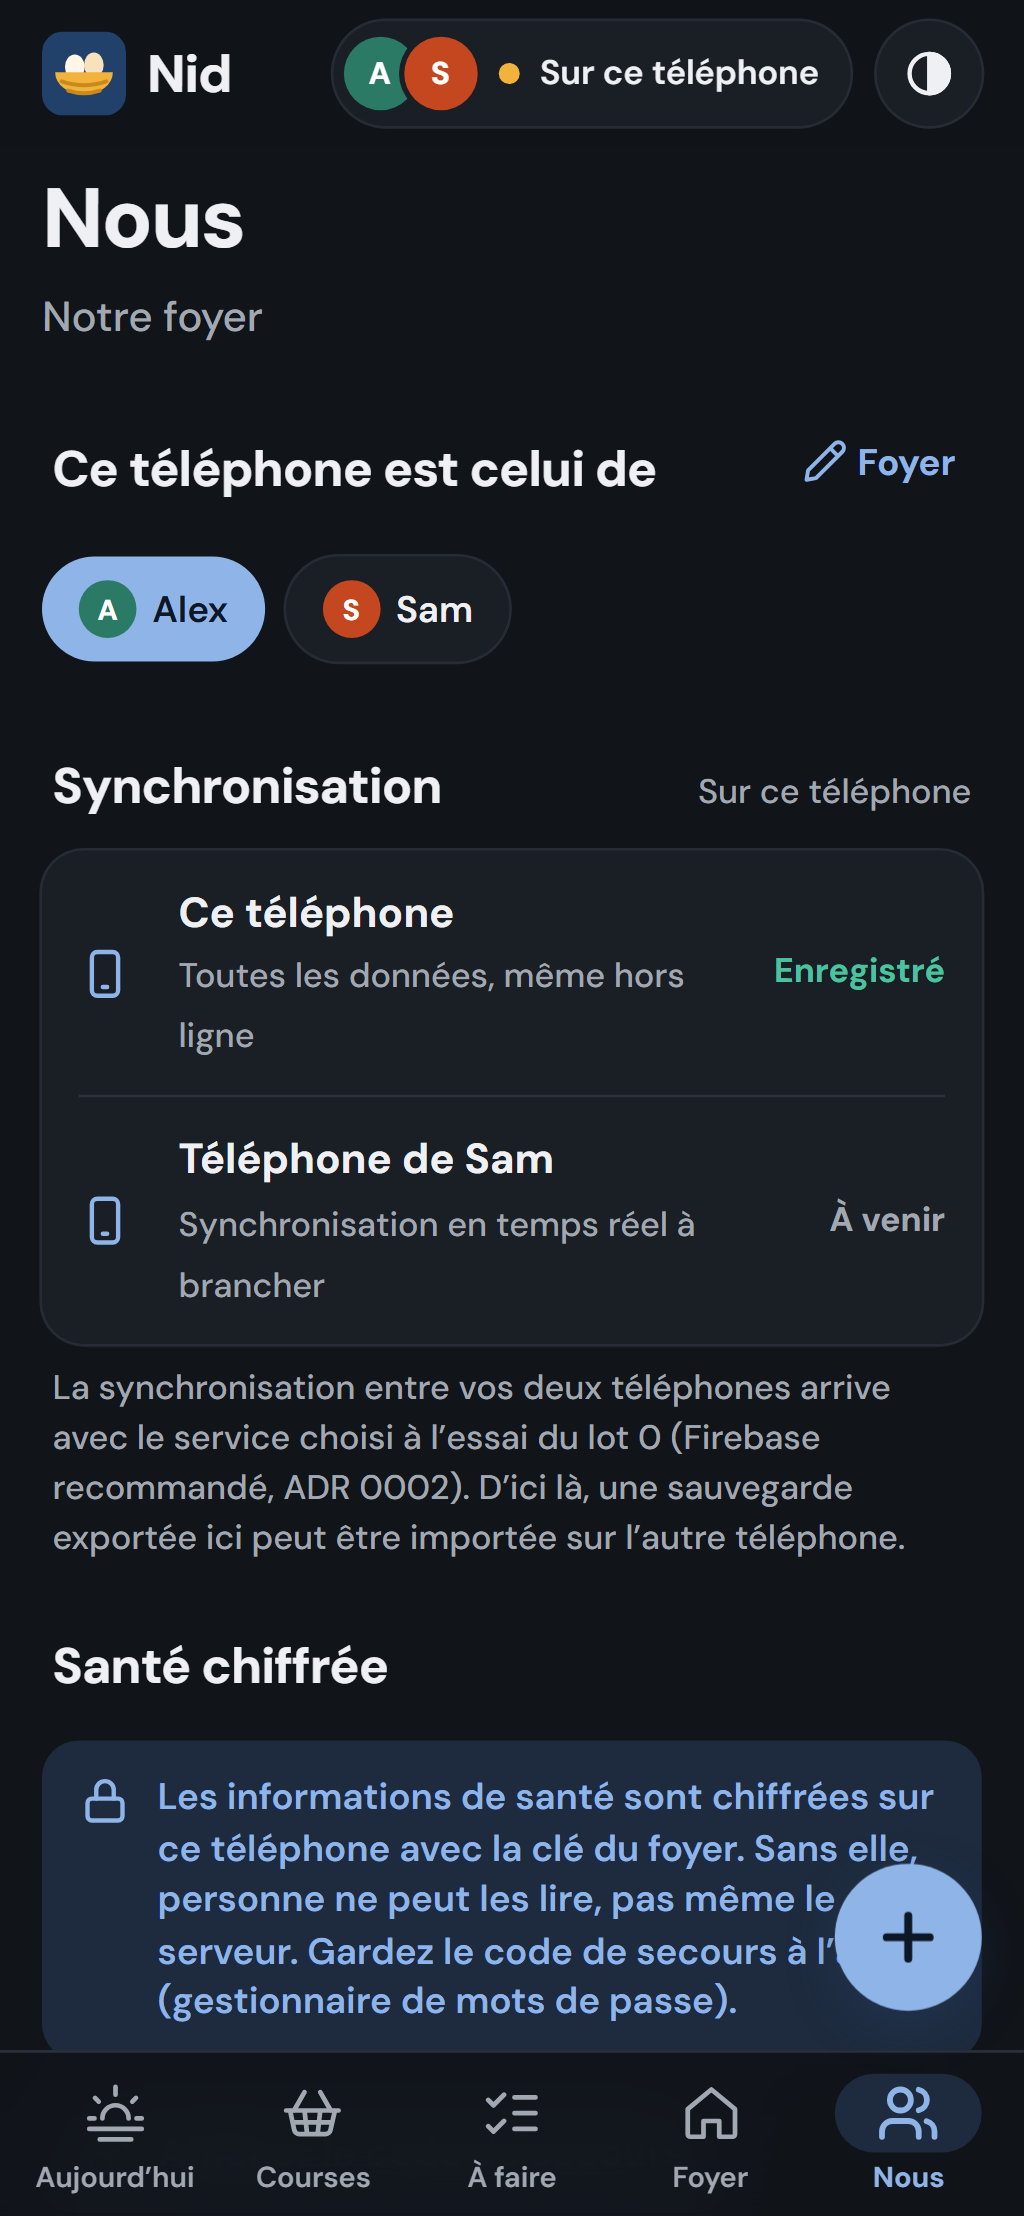 Nid
A S Sur ce téléphone
Nous
Notre foyer
Ce téléphone est celui de
Foyer
A Alex
S Sam
Synchronisation
Sur ce téléphone
Ce téléphone
Toutes les données, même hors
ligne
Enregistré
Téléphone de Sam
Synchronisation en temps réel à
brancher
À venir
La synchronisation entre vos deux téléphones arrive
avec le service choisi à l’essai du lot 0 (Firebase
recommandé, ADR 0002). D’ici là, une sauvegarde
exportée ici peut être importée sur l’autre téléphone.
Santé chiffrée
Les informations de santé sont chiffrées sur
ce téléphone avec la clé du foyer. Sans elle,
personne ne peut les lire, pas même le
serveur. Gardez le code de secours à
(gestionnaire de mots de passe).
Aujourd’hui
Courses
À faire
Foyer
Nous